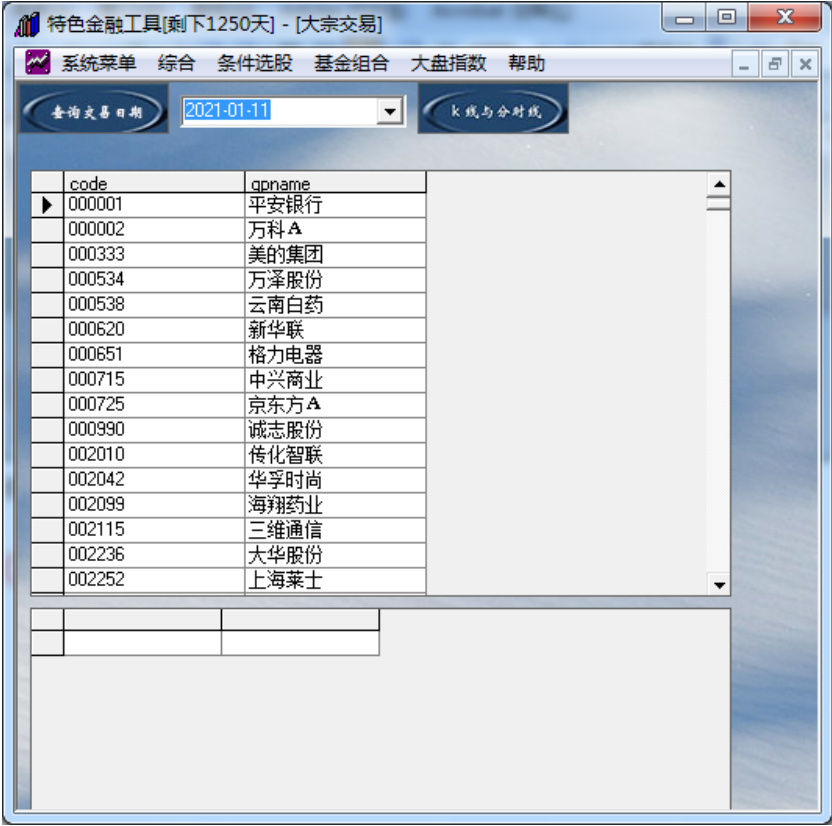 特色金融工具[剩下1250天] - [大宗交易]
系统菜单 综合 条件选股 基金组合 大盘指数 帮助
查询交易日期 2021-01-11 k线与分时线
code qpname
000001 平安银行
000002 万科A
000333 美的集团
000534 万泽股份
000538 云南白药
000620 新华联
000651 格力电器
000715 中兴商业
000725 京东方A
000990 诚志股份
002010 传化智联
002042 华孚时尚
002099 海翔药业
002115 三维通信
002236 大华股份
002252 上海莱士